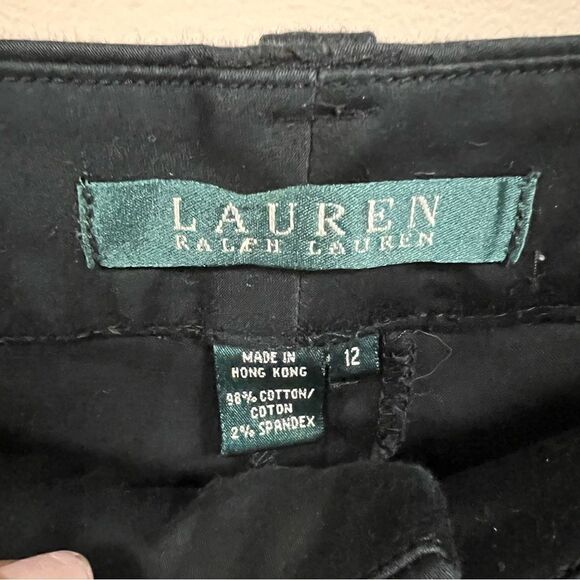 LAUREN
RALPH LAUREN
MADE IN
HONG KONG
12
98% COTTON/
COTON
2% SPANDEX